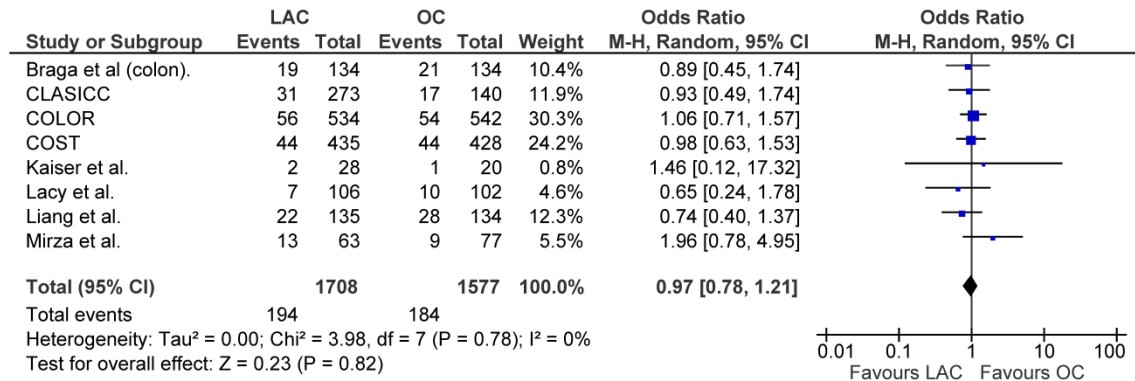 LAC OC Odds Ratio Odds Ratio
Study or Subgroup Events Total Events Total Weight M-H, Random, 95% CI M-H, Random, 95% CI
Braga et al (colon). 19 134 21 134 10.4% 0.89 [0.45, 1.74]
CLASICC 31 273 17 140 11.9% 0.93 [0.49, 1.74]
COLOR 56 534 54 542 30.3% 1.06 [0.71, 1.57]
COST 44 435 44 428 24.2% 0.98 [0.63, 1.53]
Kaiser et al. 2 28 1 20 0.8% 1.46 [0.12, 17.32]
Lacy et al. 7 106 10 102 4.6% 0.65 [0.24, 1.78]
Liang et al. 22 135 28 134 12.3% 0.74 [0.40, 1.37]
Mirza et al. 13 63 9 77 5.5% 1.96 [0.78, 4.95]
Total (95% CI) 1708 1577 100.0% 0.97 [0.78, 1.21]
Total events 194 184
Heterogeneity: Tau² = 0.00; Chi² = 3.98, df = 7 (P = 0.78); I² = 0%
Test for overall effect: Z = 0.23 (P = 0.82)
0.01 0.1 1 10 100
Favours LAC Favours OC